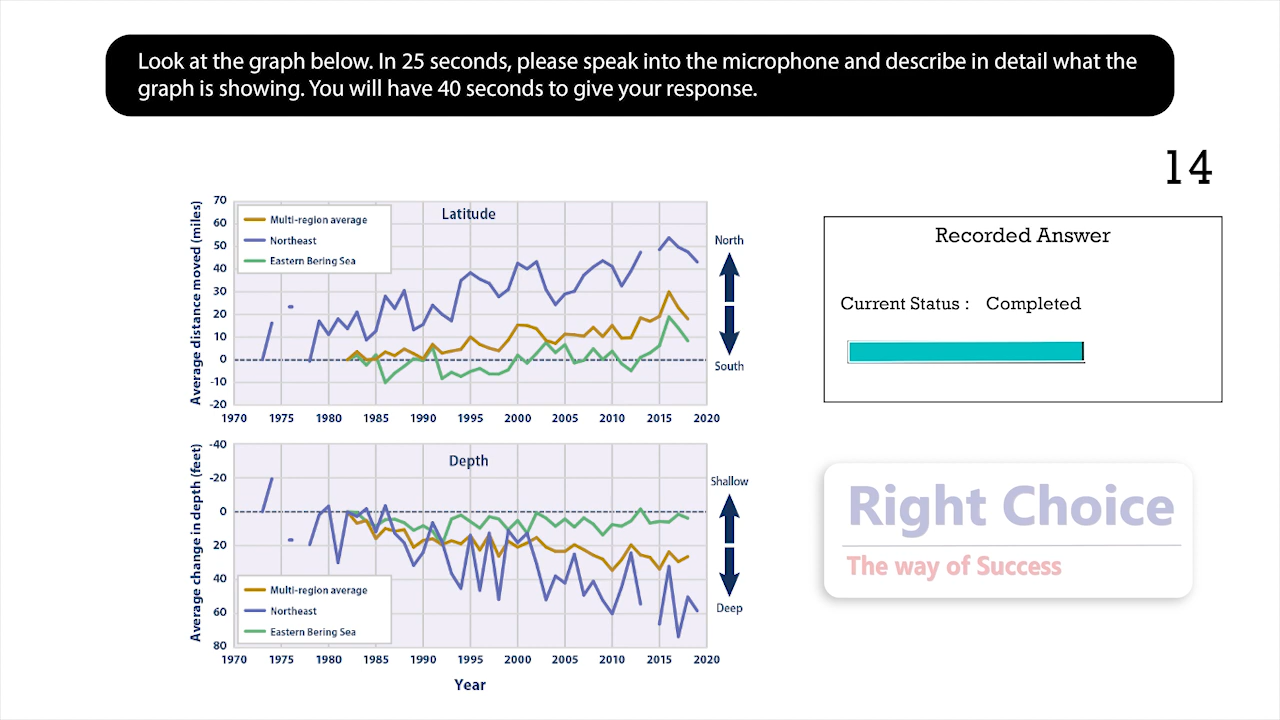 Look at the graph below. In 25 seconds, please speak into the microphone and describe in detail what the
graph is showing. You will have 40 seconds to give your response.
14
Average distance moved (miles)
70
60
50
40
30
20
10
0
-10
-20
Multi-region average
Northeast
Eastern Bering Sea
Latitude
North
South
1970 1975 1980 1985 1990 1995 2000 2005 2010 2015 2020
Average change in depth (feet)
-40
-20
0
20
40
60
80
Depth
Shallow
Deep
Multi-region average
Northeast
Eastern Bering Sea
1970 1975 1980 1985 1990 1995 2000 2005 2010 2015 2020
Year
Recorded Answer
Current Status : Completed
Right Choice
The way of Success